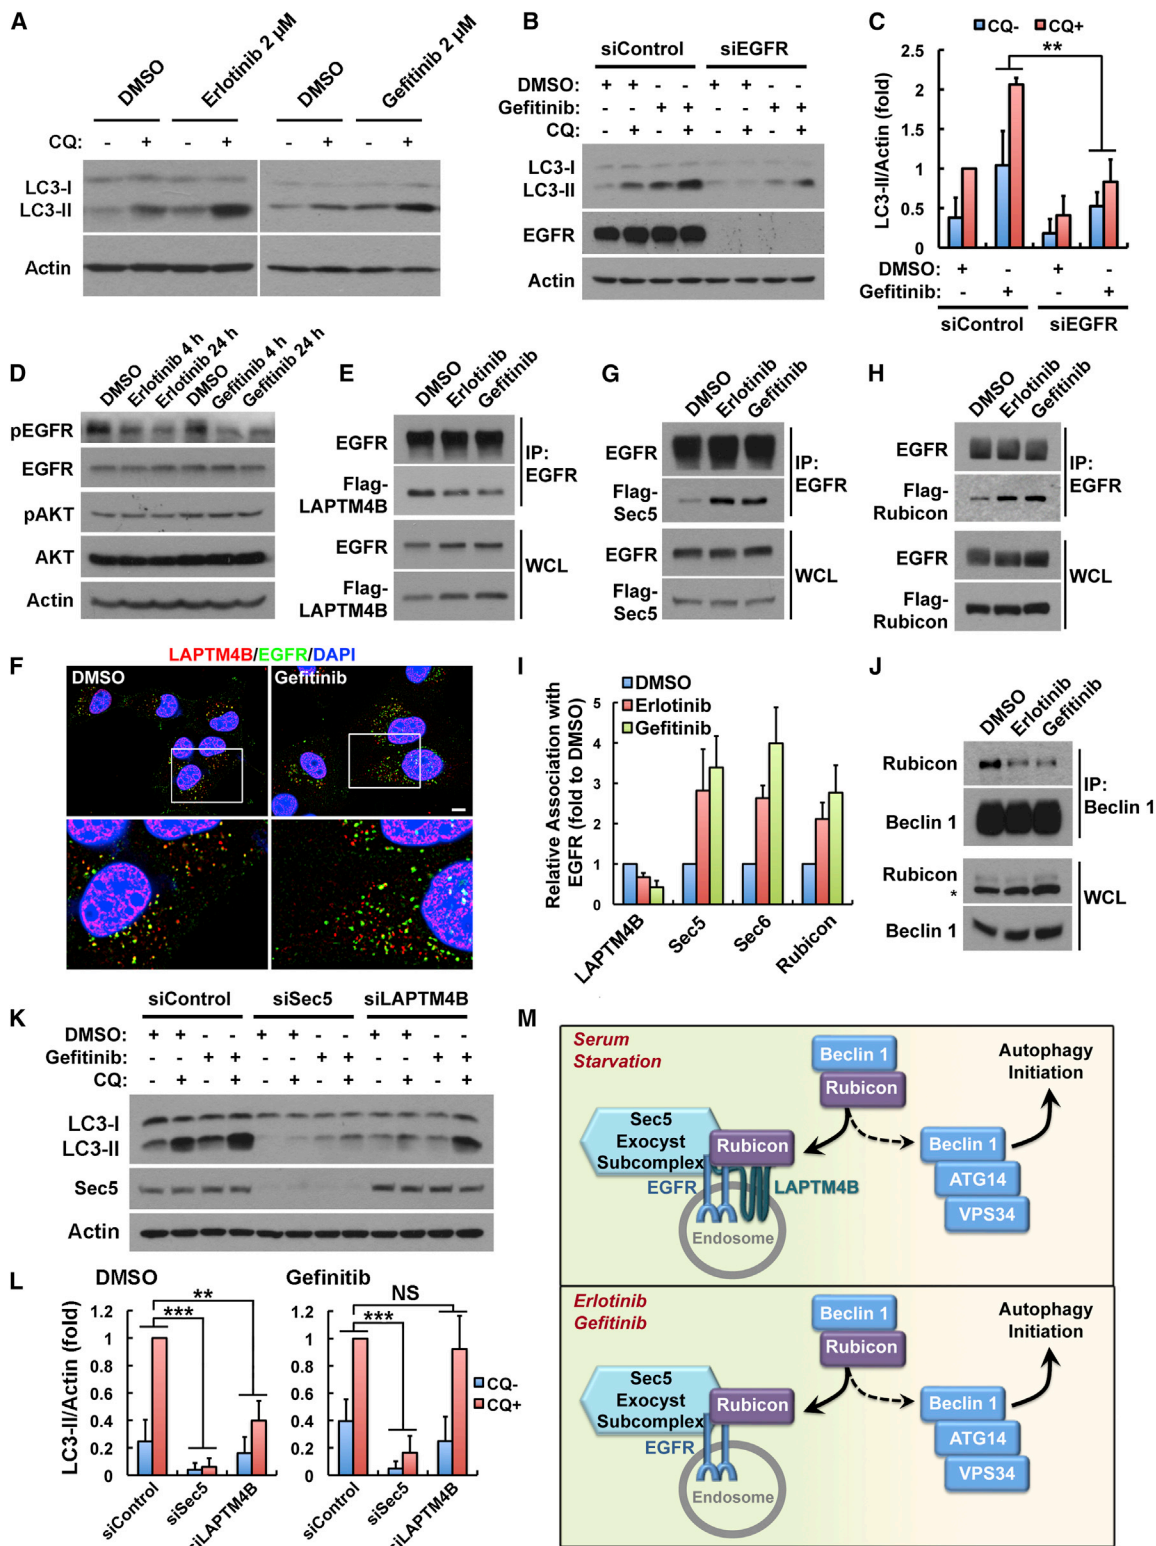 A
DMSO
Erlotinib 2 µM
DMSO
Gefitinib 2 µM
CQ: - + - + - + - +
LC3-I
LC3-II
Actin
B
siControl siEGFR
DMSO: + + - - + + - -
Gefitinib: - - + + - - + +
CQ: - + - + - + - +
LC3-I
LC3-II
EGFR
Actin
C
CQ- CQ+
**
LC3-II/Actin (fold)
2.5
2
1.5
1
0.5
0
DMSO: + - + -
Gefitinib: - + - +
siControl siEGFR
D
DMSO
Erlotinib 4 h
Erlotinib 24 h
DMSO
Gefitinib 4 h
Gefitinib 24 h
pEGFR
EGFR
pAKT
AKT
Actin
E
DMSO
Erlotinib
Gefitinib
EGFR
Flag-
LAPTM4B
IP:
EGFR
EGFR
Flag-
LAPTM4B
WCL
G
DMSO
Erlotinib
Gefitinib
EGFR
Flag-
Sec5
IP:
EGFR
EGFR
Flag-
Sec5
WCL
H
DMSO
Erlotinib
Gefitinib
EGFR
Flag-
Rubicon
IP:
EGFR
EGFR
Flag-
Rubicon
WCL
F
LAPTM4B/EGFR/DAPI
DMSO
Gefitinib
I
DMSO
Erlotinib
Gefitinib
Relative Association with
EGFR (fold to DMSO)
5
4
3
2
1
0
LAPTM4B
Sec5
Sec6
Rubicon
J
DMSO
Erlotinib
Gefitinib
Rubicon
Beclin 1
IP:
Beclin 1
Rubicon
*
Beclin 1
WCL
K
siControl siSec5 siLAPTM4B
DMSO: + + - - + + - - + + - -
Gefitinib: - - + + - - + + - - + +
CQ: - + - + - + - + - + - +
LC3-I
LC3-II
Sec5
Actin
L
DMSO
LC3-II/Actin (fold)
1.2
1
0.8
0.6
0.4
0.2
0
**
***
siControl
siSec5
siLAPTM4B
CQ-
CQ+
Gefinitib
1.2
1
0.8
0.6
0.4
0.2
0
NS
***
siControl
siSec5
siLAPTM4B
M
Serum
Starvation
Beclin 1
Rubicon
Autophagy
Initiation
Sec5
Exocyst
Subcomplex
Rubicon
EGFR
LAPTM4B
Endosome
Beclin 1
ATG14
VPS34
Erlotinib
Gefitinib
Beclin 1
Rubicon
Autophagy
Initiation
Sec5
Exocyst
Subcomplex
Rubicon
EGFR
Endosome
Beclin 1
ATG14
VPS34